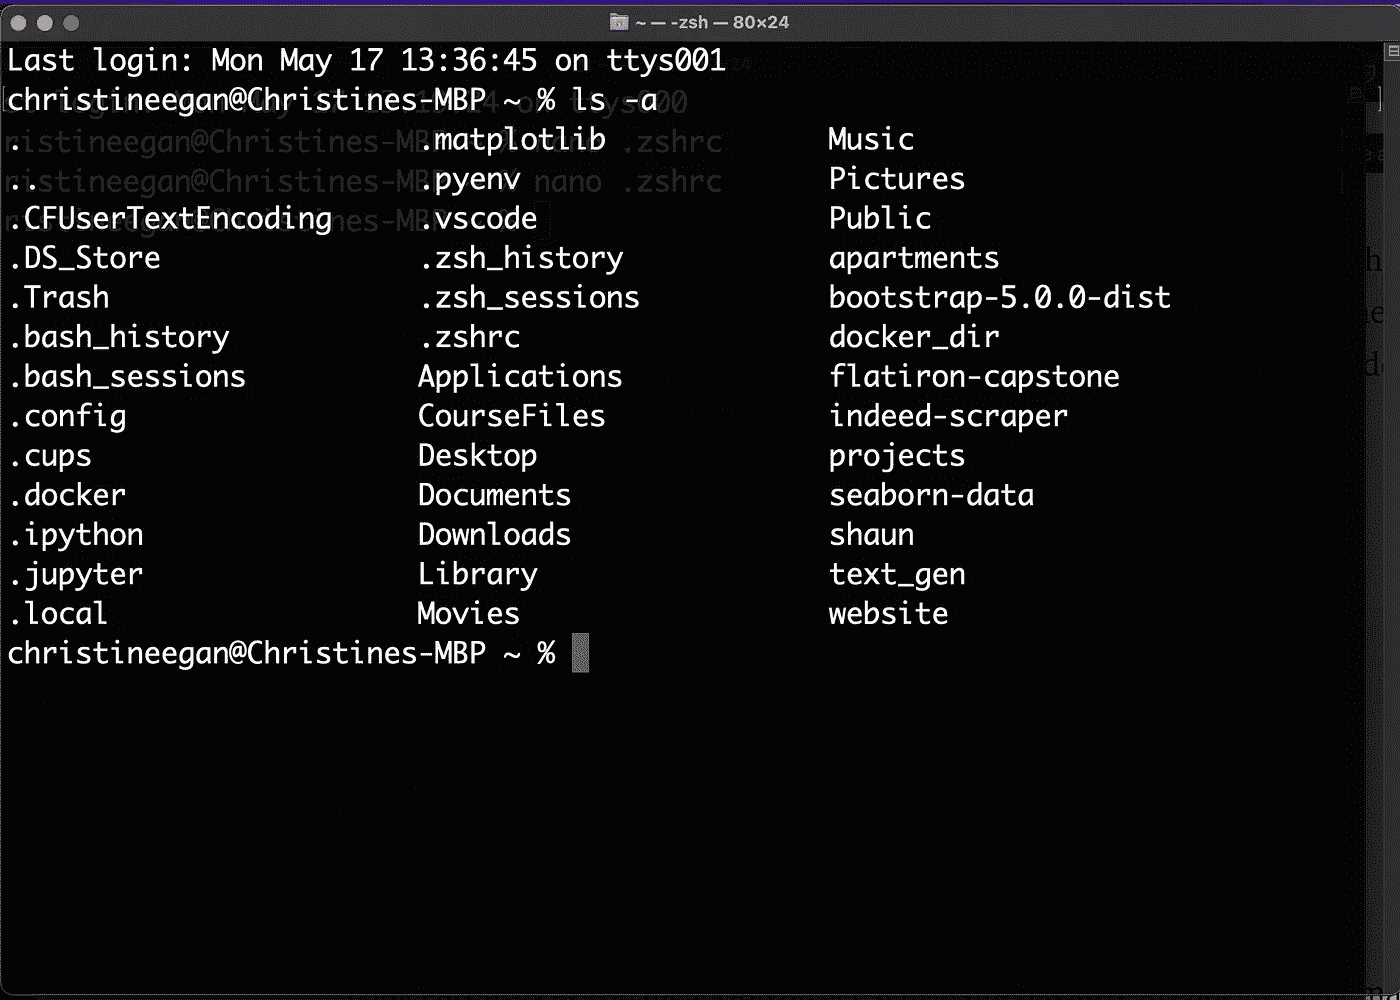 ~ — -zsh — 80×24
Last login: Mon May 17 13:36:45 on ttys001
christineegan@Christines-MBP ~ % ls -a
. .matplotlib Music
.. .pyenv Pictures
.CFUserTextEncoding .vscode Public
.DS_Store .zsh_history apartments
.Trash .zsh_sessions bootstrap-5.0.0-dist
.bash_history .zshrc docker_dir
.bash_sessions Applications flatiron-capstone
.config CourseFiles indeed-scraper
.cups Desktop projects
.docker Documents seaborn-data
.ipython Downloads shaun
.jupyter Library text_gen
.local Movies website
christineegan@Christines-MBP ~ %